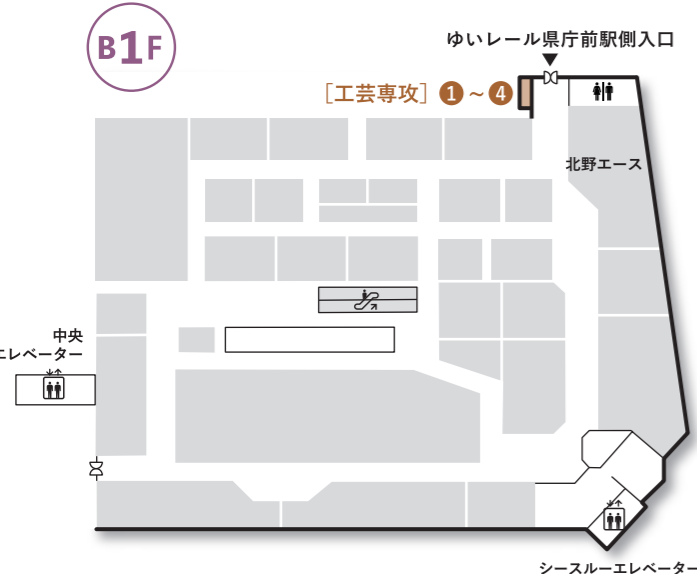 B1F
ゆいレール県庁前駅側入口
［工芸専攻］❶～❹
北野エース
中央
エレベーター
シースルーエレベーター